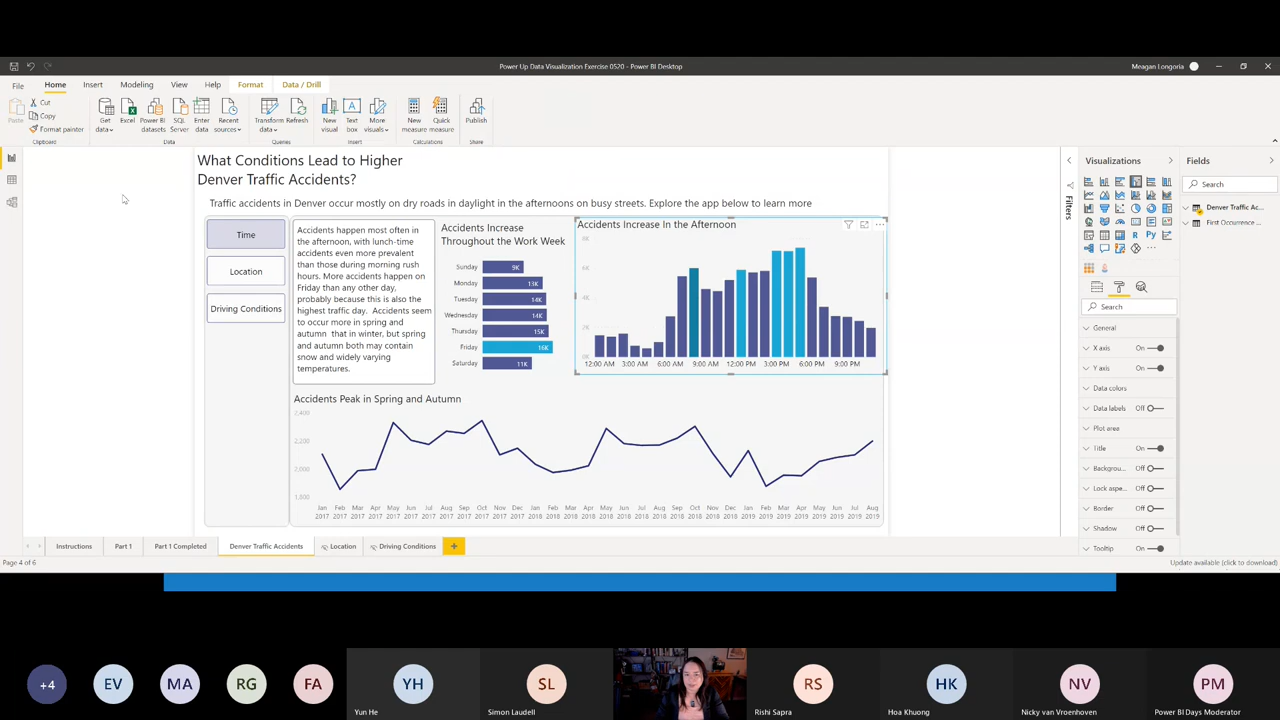 Power Up Data Visualization Exercise 0520 - Power BI Desktop
Meagan Longoria
File
Home
Insert
Modeling
View
Help
Format
Data / Drill
Paste
Cut
Copy
Format painter
Clipboard
Get data
Excel
Power BI datasets
SQL Server
Enter data
Recent sources
Data
Transform data
Refresh
Queries
New visual
Text box
More visuals
Insert
New measure
Quick measure
Calculations
Publish
Share
What Conditions Lead to Higher
Denver Traffic Accidents?
Traffic accidents in Denver occur mostly on dry roads in daylight in the afternoons on busy streets. Explore the app below to learn more
Time
Location
Driving Conditions
Accidents happen most often in
the afternoon, with lunch-time
accidents even more prevalent
than those during morning rush
hours. More accidents happen on
Friday than any other day,
probably because this is also the
highest traffic day. Accidents seem
to occur more in spring and
autumn that in winter, but spring
and autumn both may contain
snow and widely varying
temperatures.
Accidents Increase
Throughout the Work Week
Sunday 9K
Monday 13K
Tuesday 14K
Wednesday 14K
Thursday 15K
Friday 16K
Saturday 11K
Accidents Increase In the Afternoon
8K
6K
4K
2K
0K
12:00 AM 3:00 AM 6:00 AM 9:00 AM 12:00 PM 3:00 PM 6:00 PM 9:00 PM
Accidents Peak in Spring and Autumn
2,400
2,200
2,000
1,800
Jan Feb Mar Apr May Jun Jul Aug Sep Oct Nov Dec Jan Feb Mar Apr May Jun Jul Aug Sep Oct Nov Dec Jan Feb Mar Apr May Jun Jul Aug
2017 2017 2017 2017 2017 2017 2017 2017 2017 2017 2017 2017 2018 2018 2018 2018 2018 2018 2018 2018 2018 2018 2018 2018 2019 2019 2019 2019 2019 2019 2019 2019
Filters
Visualizations
Search
General
X axis On
Y axis On
Data colors
Data labels Off
Plot area
Title On
Backgrou... Off
Lock aspe... Off
Border Off
Shadow Off
Tooltip On
Fields
Search
Denver Traffic Ac...
First Occurrence ...
Instructions
Part 1
Part 1 Completed
Denver Traffic Accidents
Location
Driving Conditions
Page 4 of 6
Update available (click to download)
+4
EV
MA
RG
FA
YH
Yun He
SL
Simon Laudell
RS
Rishi Sapra
HK
Hoa Khuong
NV
Nicky van Vroenhoven
PM
Power BI Days Moderator